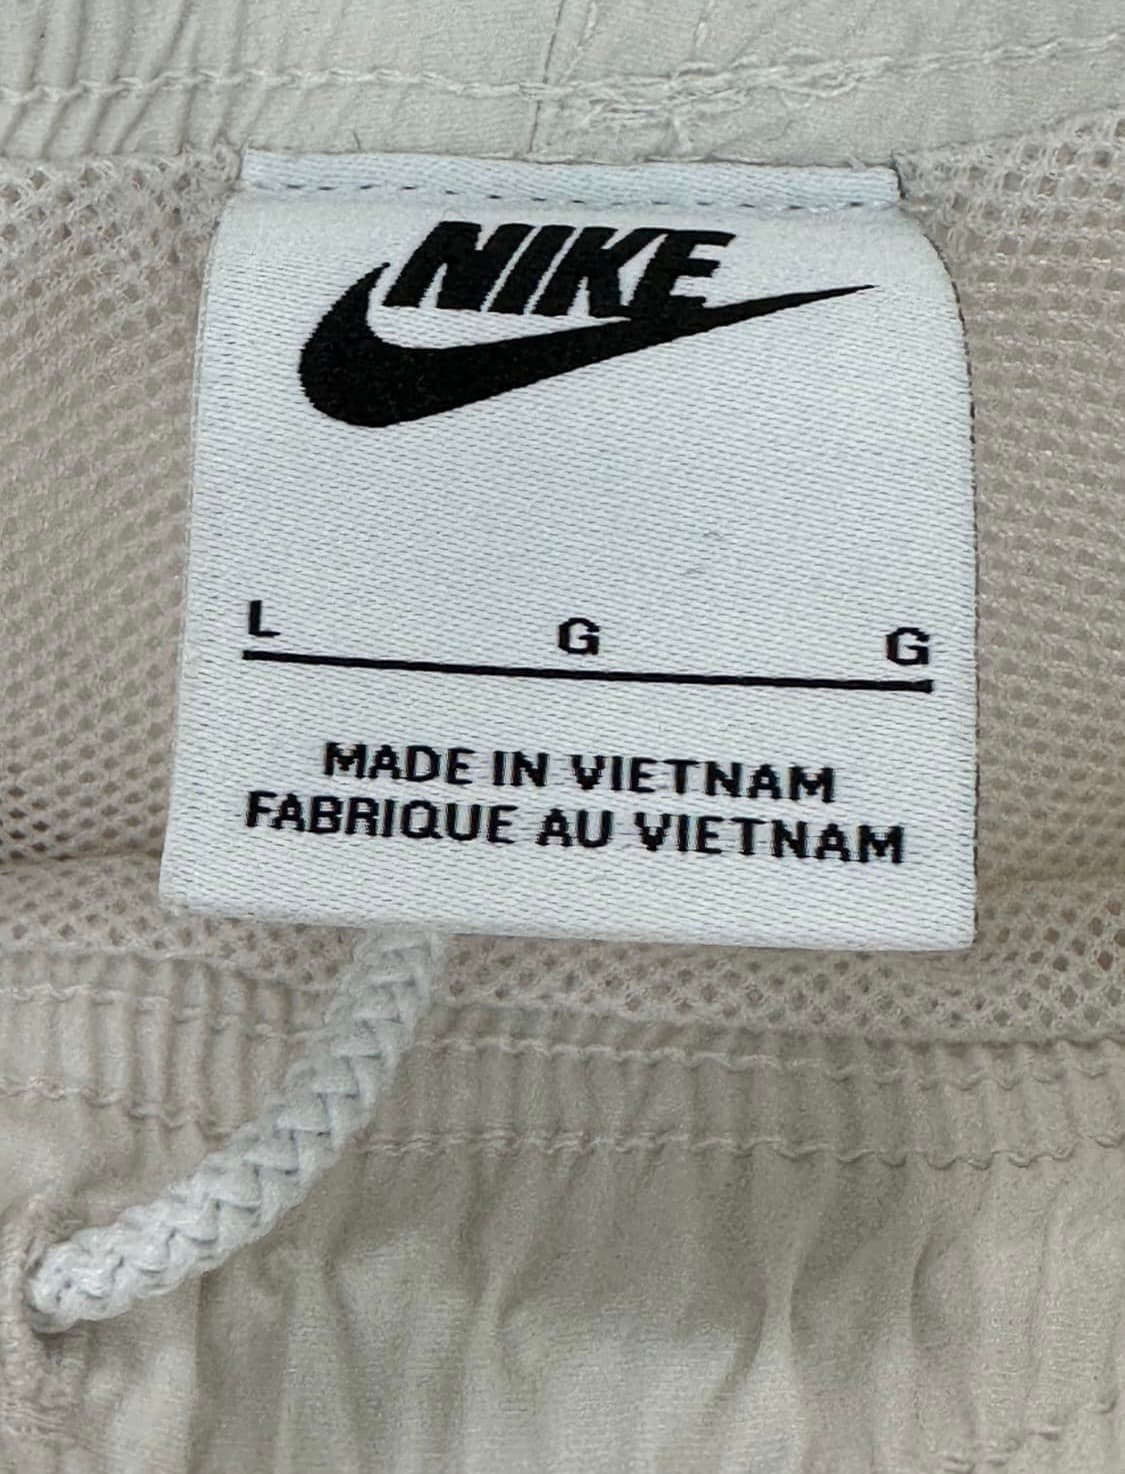 NIKE
L G G
MADE IN VIETNAM
FABRIQUE AU VIETNAM